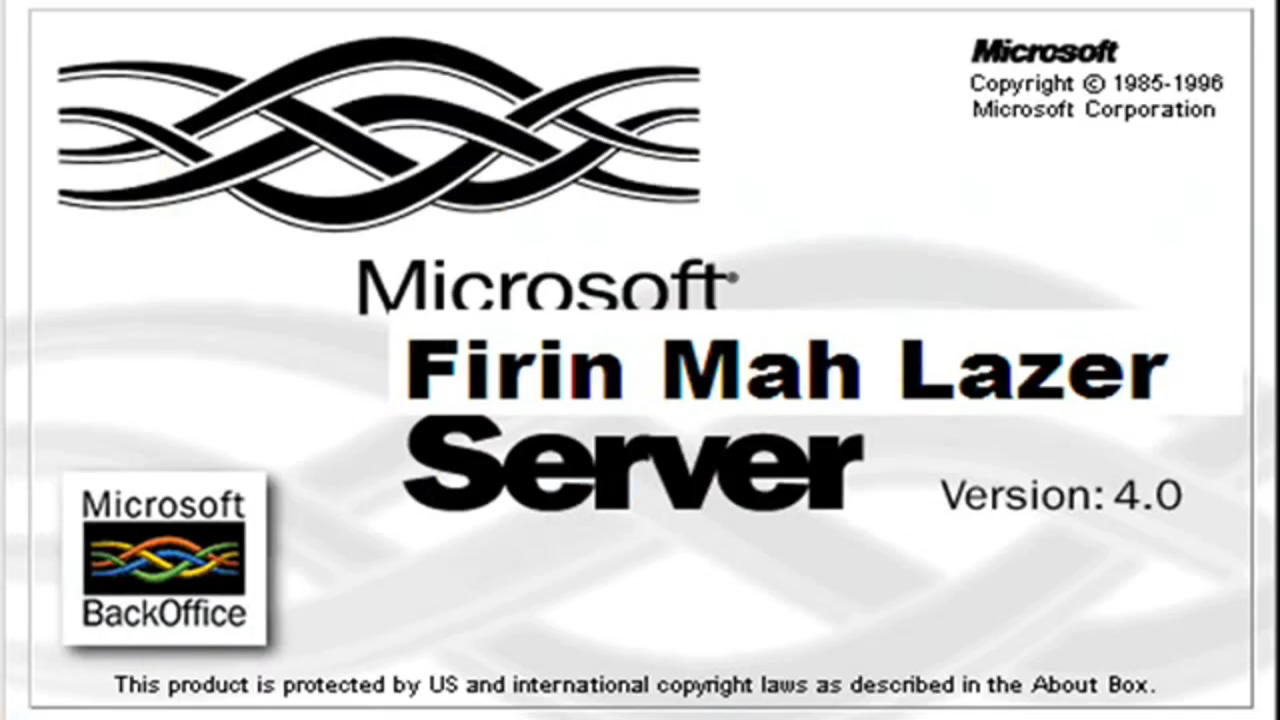 Microsoft
Copyright © 1985-1996
Microsoft Corporation
Microsoft®
Firin Mah Lazer
Server
Version: 4.0
Microsoft
BackOffice
This product is protected by US and international copyright laws as described in the About Box.